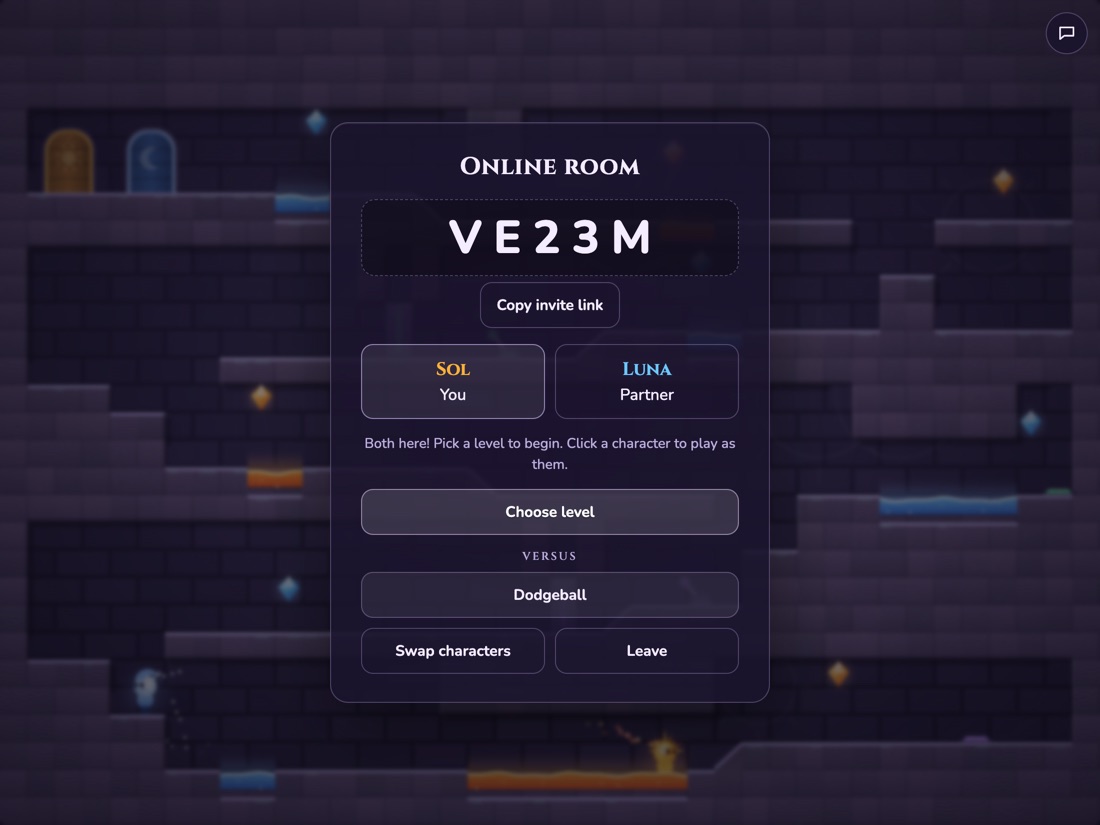 Online room
VE23M
Copy invite link
Sol
You
Luna
Partner
Both here! Pick a level to begin. Click a character to play as
them.
Choose level
VERSUS
Dodgeball
Swap characters
Leave